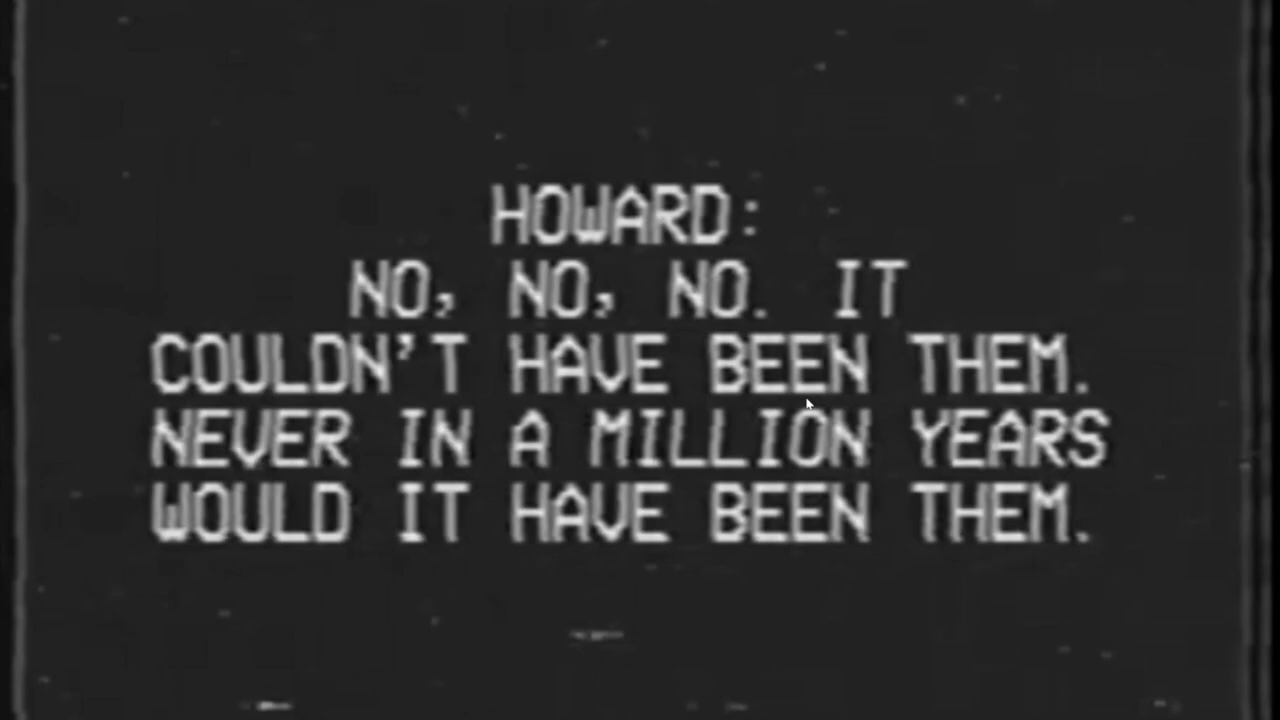 HOWARD:
NO, NO, NO. IT
COULDN'T HAVE BEEN THEM.
NEVER IN A MILLION YEARS
WOULD IT HAVE BEEN THEM.